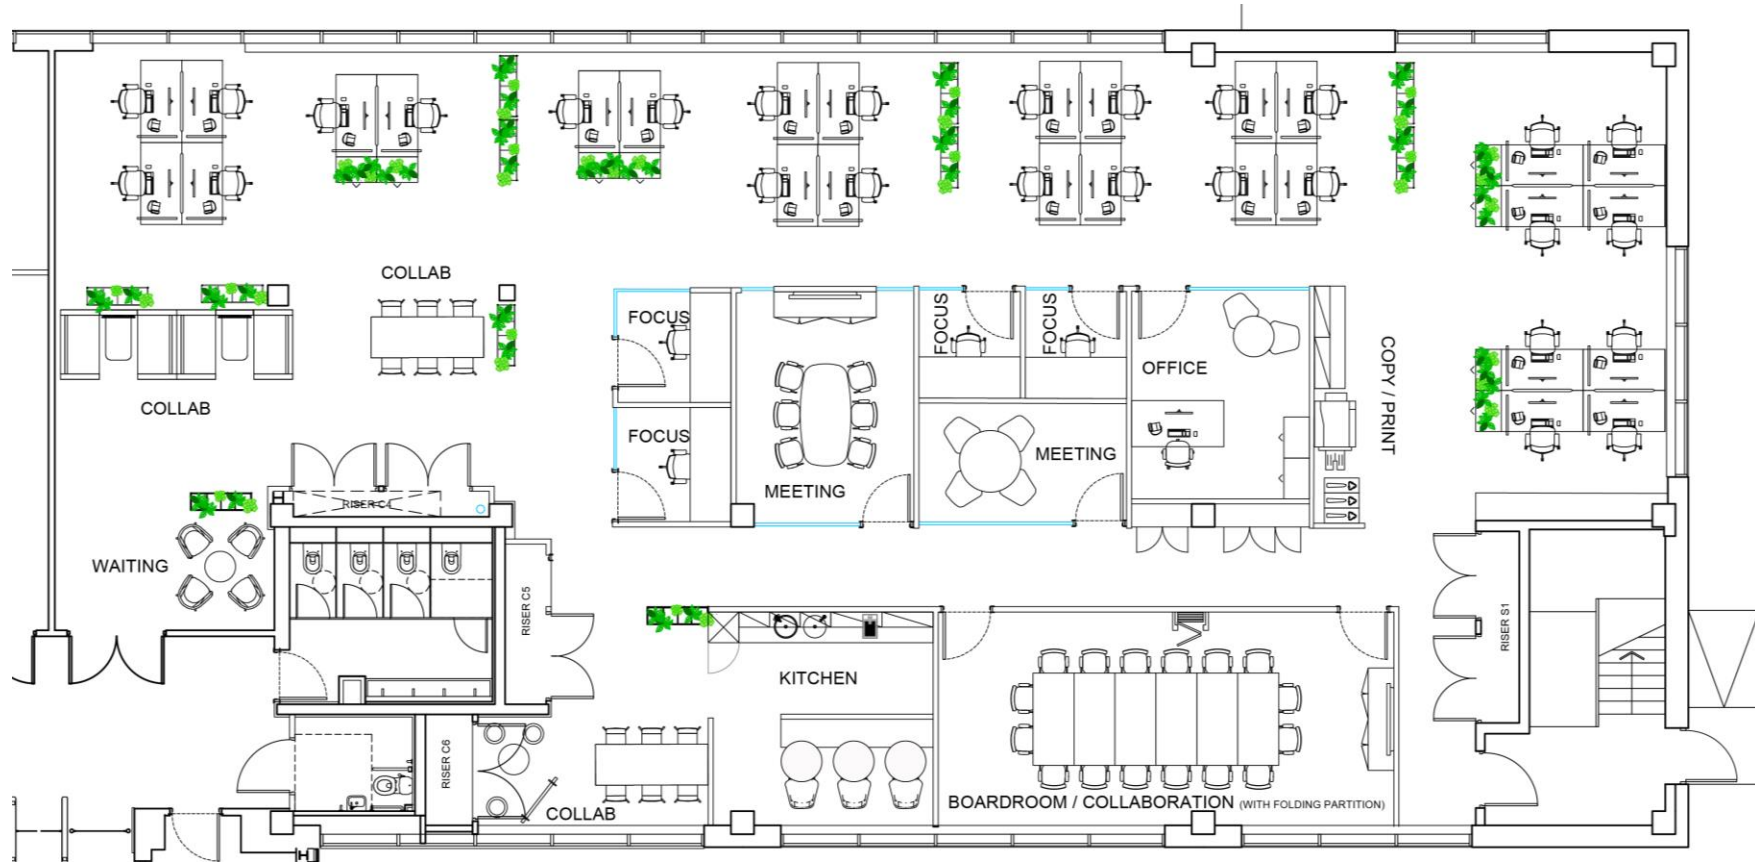 COLLAB
FOCUS
FOCUS
FOCUS
OFFICE
COPY / PRINT
COLLAB
FOCUS
MEETING
MEETING
RISER C4
WAITING
RISER C5
RISER S1
KITCHEN
RISER C6
BOARDROOM / COLLABORATION (WITH FOLDING PARTITION)
COLLAB